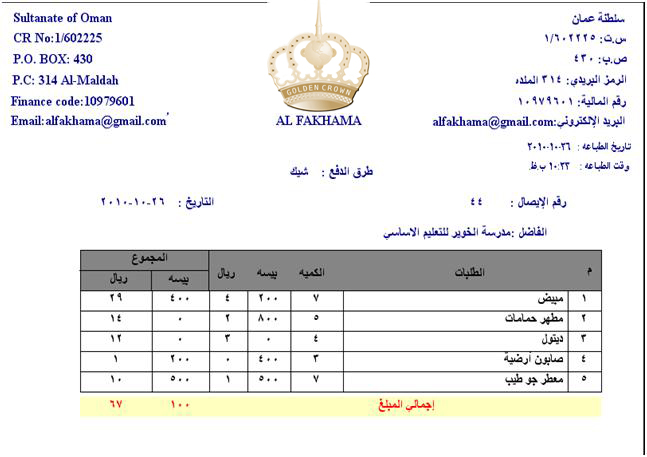 Sultanate of Oman
CR No:1/602225
P.O. BOX: 430
P.C: 314 Al-Maldah
Finance code:10979601
Email:alfakhama@gmail.com
GOLDEN CROWN
AL FAKHAMA
سلطنة عمان
س.ت: ١/٦٠٢٢٢٥
ص.ب: ٤٣٠
الرمز البريدي: ٣١٤ الملده
رقم المالية: ١٠٩٧٩٦٠١
البريد الإلكتروني:alfakhama@gmail.com
تاريخ الطباعه : ٢٦-١٠-٢٠١٠
وقت الطباعه : ١٠:٢٣ ب.ظ.
طرق الدفع : شيك
رقم الإيصال : ٤٤ التاريخ : ٢٦-١٠-٢٠١٠
الفاضل :مدرسة الخوير للتعليم الاساسي
م الطلبات الكميه بيسه ريال المجموع
بيسه ريال
١ مبيض ٧ ٢٠٠ ٤ ٤٠٠ ٢٩
٢ مطهر حمامات ٥ ٨٠٠ ٢ ٠ ١٤
٣ ديتول ٤ ٠ ٣ ٠ ١٢
٤ صابون أرضية ٣ ٤٠٠ ٠ ٢٠٠ ١
٥ معطر جو طيب ٧ ٥٠٠ ١ ٥٠٠ ١٠
إجمالي المبلغ ١٠٠ ٦٧